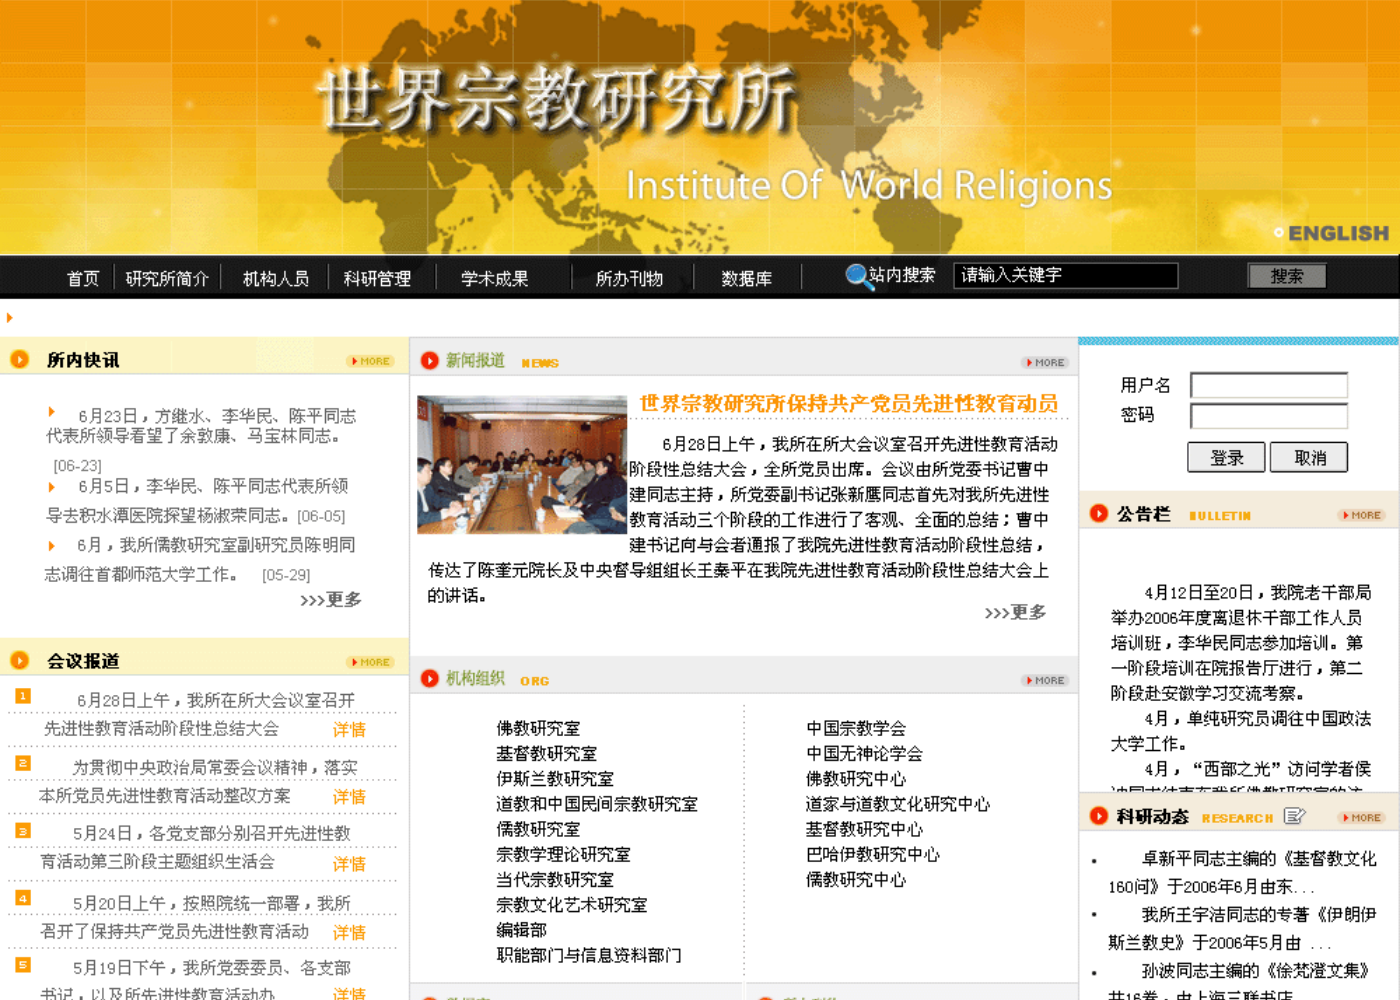 世界宗教研究所
Institute Of World Religions
ENGLISH
首页 研究所简介 机构人员 科研管理 学术成果 所办刊物 数据库 站内搜索 请输入关键字 搜索
所内快讯 MORE
6月23日，方继水、李华民、陈平同志
代表所领导看望了余敦康、马宝林同志。
[06-23]
6月5日，李华民、陈平同志代表所领
导去积水潭医院探望杨淑荣同志。[06-05]
6月，我所儒教研究室副研究员陈明同
志调往首都师范大学工作。 [05-29]
>>>更多
会议报道 MORE
1 6月28日上午，我所在所大会议室召开
先进性教育活动阶段性总结大会 详情
2 为贯彻中央政治局常委会议精神，落实
本所党员先进性教育活动整改方案 详情
3 5月24日，各党支部分别召开先进性教
育活动第三阶段主题组织生活会 详情
4 5月20日上午，按照院统一部署，我所
召开了保持共产党员先进性教育活动 详情
5 5月19日下午，我所党委委员、各支部
书记，以及所先进性教育活动办 详情
新闻报道 NEWS MORE
世界宗教研究所保持共产党员先进性教育动员
6月28日上午，我所在所大会议室召开先进性教育活动
阶段性总结大会，全所党员出席。会议由所党委书记曹中
建同志主持，所党委副书记张新鹰同志首先对我所先进性
教育活动三个阶段的工作进行了客观、全面的总结；曹中
建书记向与会者通报了我院先进性教育活动阶段性总结，
传达了陈奎元院长及中央督导组组长王秦平在我院先进性教育活动阶段性总结大会上
的讲话。
>>>更多
机构组织 ORG MORE
佛教研究室
基督教研究室
伊斯兰教研究室
道教和中国民间宗教研究室
儒教研究室
宗教学理论研究室
当代宗教研究室
宗教文化艺术研究室
编辑部
职能部门与信息资料部门
中国宗教学会
中国无神论学会
佛教研究中心
道家与道教文化研究中心
基督教研究中心
巴哈伊教研究中心
儒教研究中心
用户名
密码
登录 取消
公告栏 BULLETIN MORE
4月12日至20日，我院老干部局
举办2006年度离退休干部工作人员
培训班，李华民同志参加培训。第
一阶段培训在院报告厅进行，第二
阶段赴安徽学习交流考察。
4月，单纯研究员调往中国政法
大学工作。
4月，“西部之光”访问学者侯
科研动态 RESEARCH MORE
卓新平同志主编的《基督教文化
160问》于2006年6月由东...
我所王宇洁同志的专著《伊朗伊
斯兰教史》于2006年5月由 ...
孙波同志主编的《徐梵澄文集》
共16卷，由上海三联书店